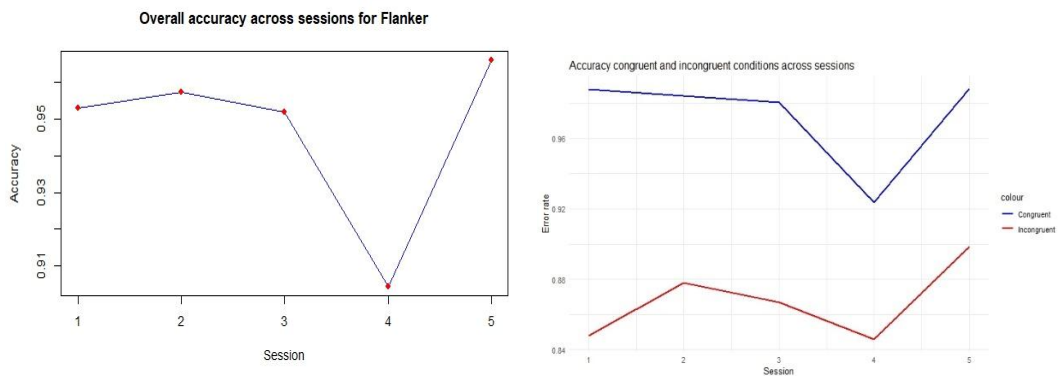 Overall accuracy across sessions for Flanker
Accuracy
0.95
0.93
0.91
1 2 3 4 5
Session
Accuracy congruent and incongruent conditions across sessions
Error rate
0.96
0.92
0.88
0.84
1 2 3 4 5
Session
colour
Congruent
Incongruent